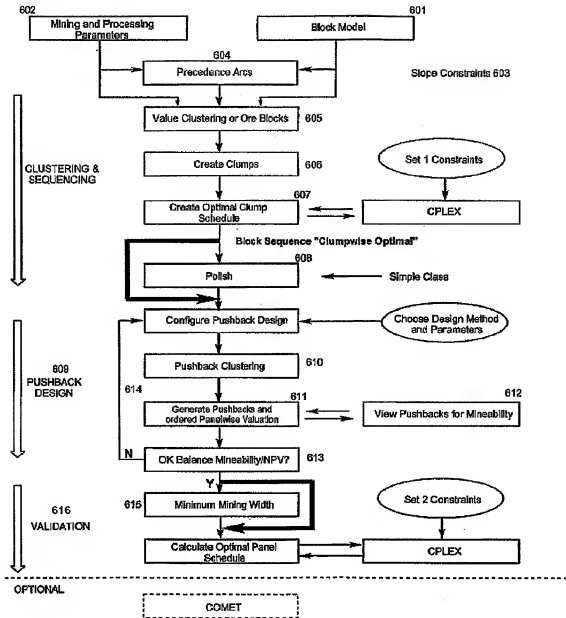 602
601
Mining and Processing
Parameters
Block Model
604
Precedence Arcs
Slope Constraints 603
Value Clustering or Ore Blocks
605
CLUSTERING &
SEQUENCING
Create Clumps
606
Set 1 Constraints
607
Create Optimal Clump
Schedule
CPLEX
Block Sequence "Clumpwise Optimal"
608
Polish
Simple Class
Configure Pushback Design
Choose Design Method
and Parameters
609
PUSHBACK
DESIGN
Pushback Clustering
610
614
611
612
Generate Pushbacks and
ordered Panelwise Valuation
View Pushbacks for Mineability
N
OK Balance Mineability/NPV?
613
Y
616
VALIDATION
615
Minimum Mining Width
Set 2 Constraints
Calculate Optimal Panel
Schedule
CPLEX
OPTIONAL
COMET